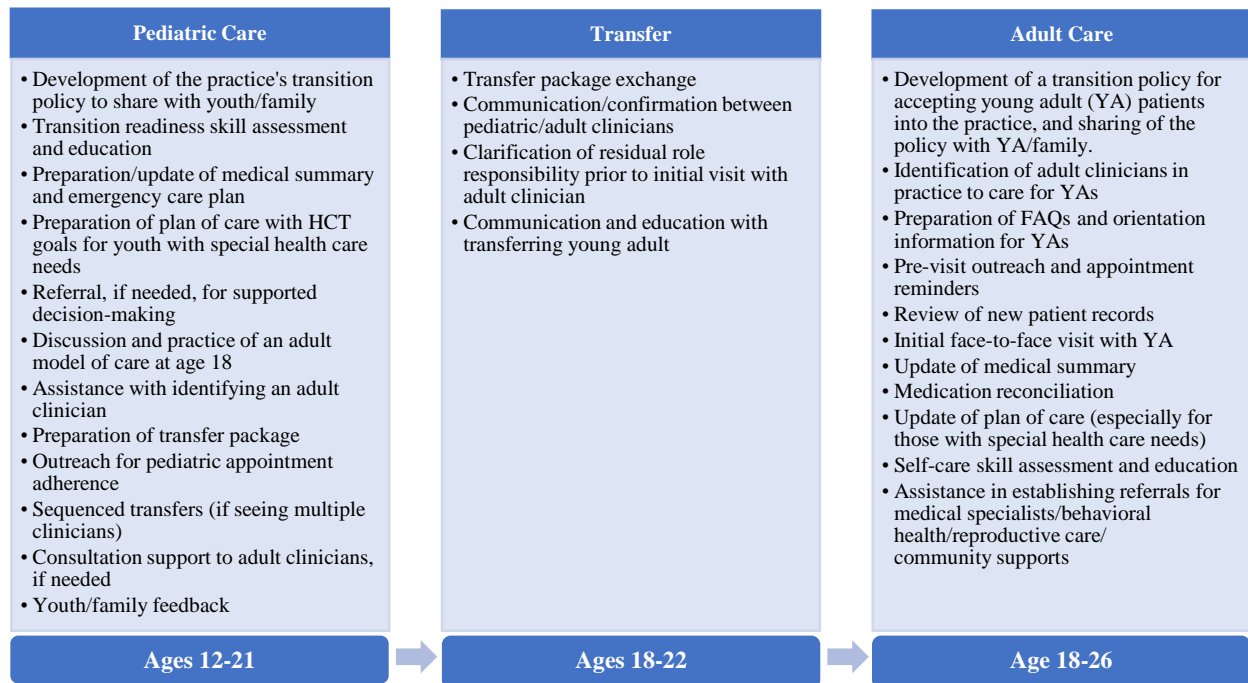 Pediatric Care
• Development of the practice's transition
policy to share with youth/family
• Transition readiness skill assessment
and education
• Preparation/update of medical summary
and emergency care plan
• Preparation of plan of care with HCT
goals for youth with special health care
needs
• Referral, if needed, for supported
decision-making
• Discussion and practice of an adult
model of care at age 18
• Assistance with identifying an adult
clinician
• Preparation of transfer package
• Outreach for pediatric appointment
adherence
• Sequenced transfers (if seeing multiple
clinicians)
• Consultation support to adult clinicians,
if needed
• Youth/family feedback
Ages 12-21
Transfer
• Transfer package exchange
• Communication/confirmation between
pediatric/adult clinicians
• Clarification of residual role
responsibility prior to initial visit with
adult clinician
• Communication and education with
transferring young adult
Ages 18-22
Adult Care
• Development of a transition policy for
accepting young adult (YA) patients
into the practice, and sharing of the
policy with YA/family.
• Identification of adult clinicians in
practice to care for YAs
• Preparation of FAQs and orientation
information for YAs
• Pre-visit outreach and appointment
reminders
• Review of new patient records
• Initial face-to-face visit with YA
• Update of medical summary
• Medication reconciliation
• Update of plan of care (especially for
those with special health care needs)
• Self-care skill assessment and education
• Assistance in establishing referrals for
medical specialists/behavioral
health/reproductive care/
community supports
Age 18-26